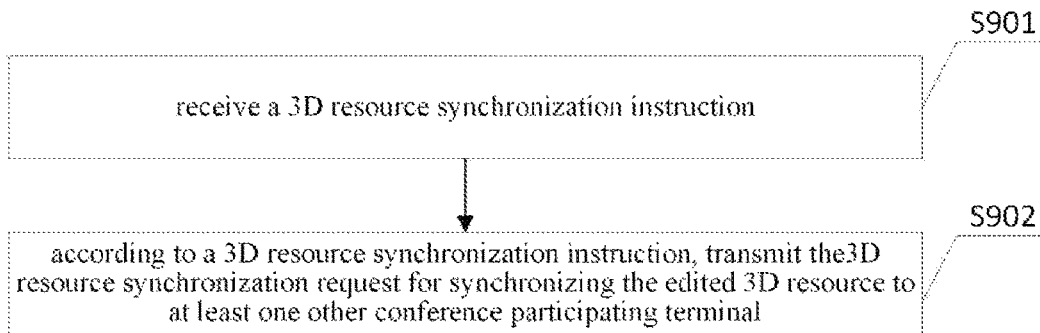 S901
receive a 3D resource synchronization instruction
S902
according to a 3D resource synchronization instruction, transmit the3D
resource synchronization request for synchronizing the edited 3D resource to
at least one other conference participating terminal